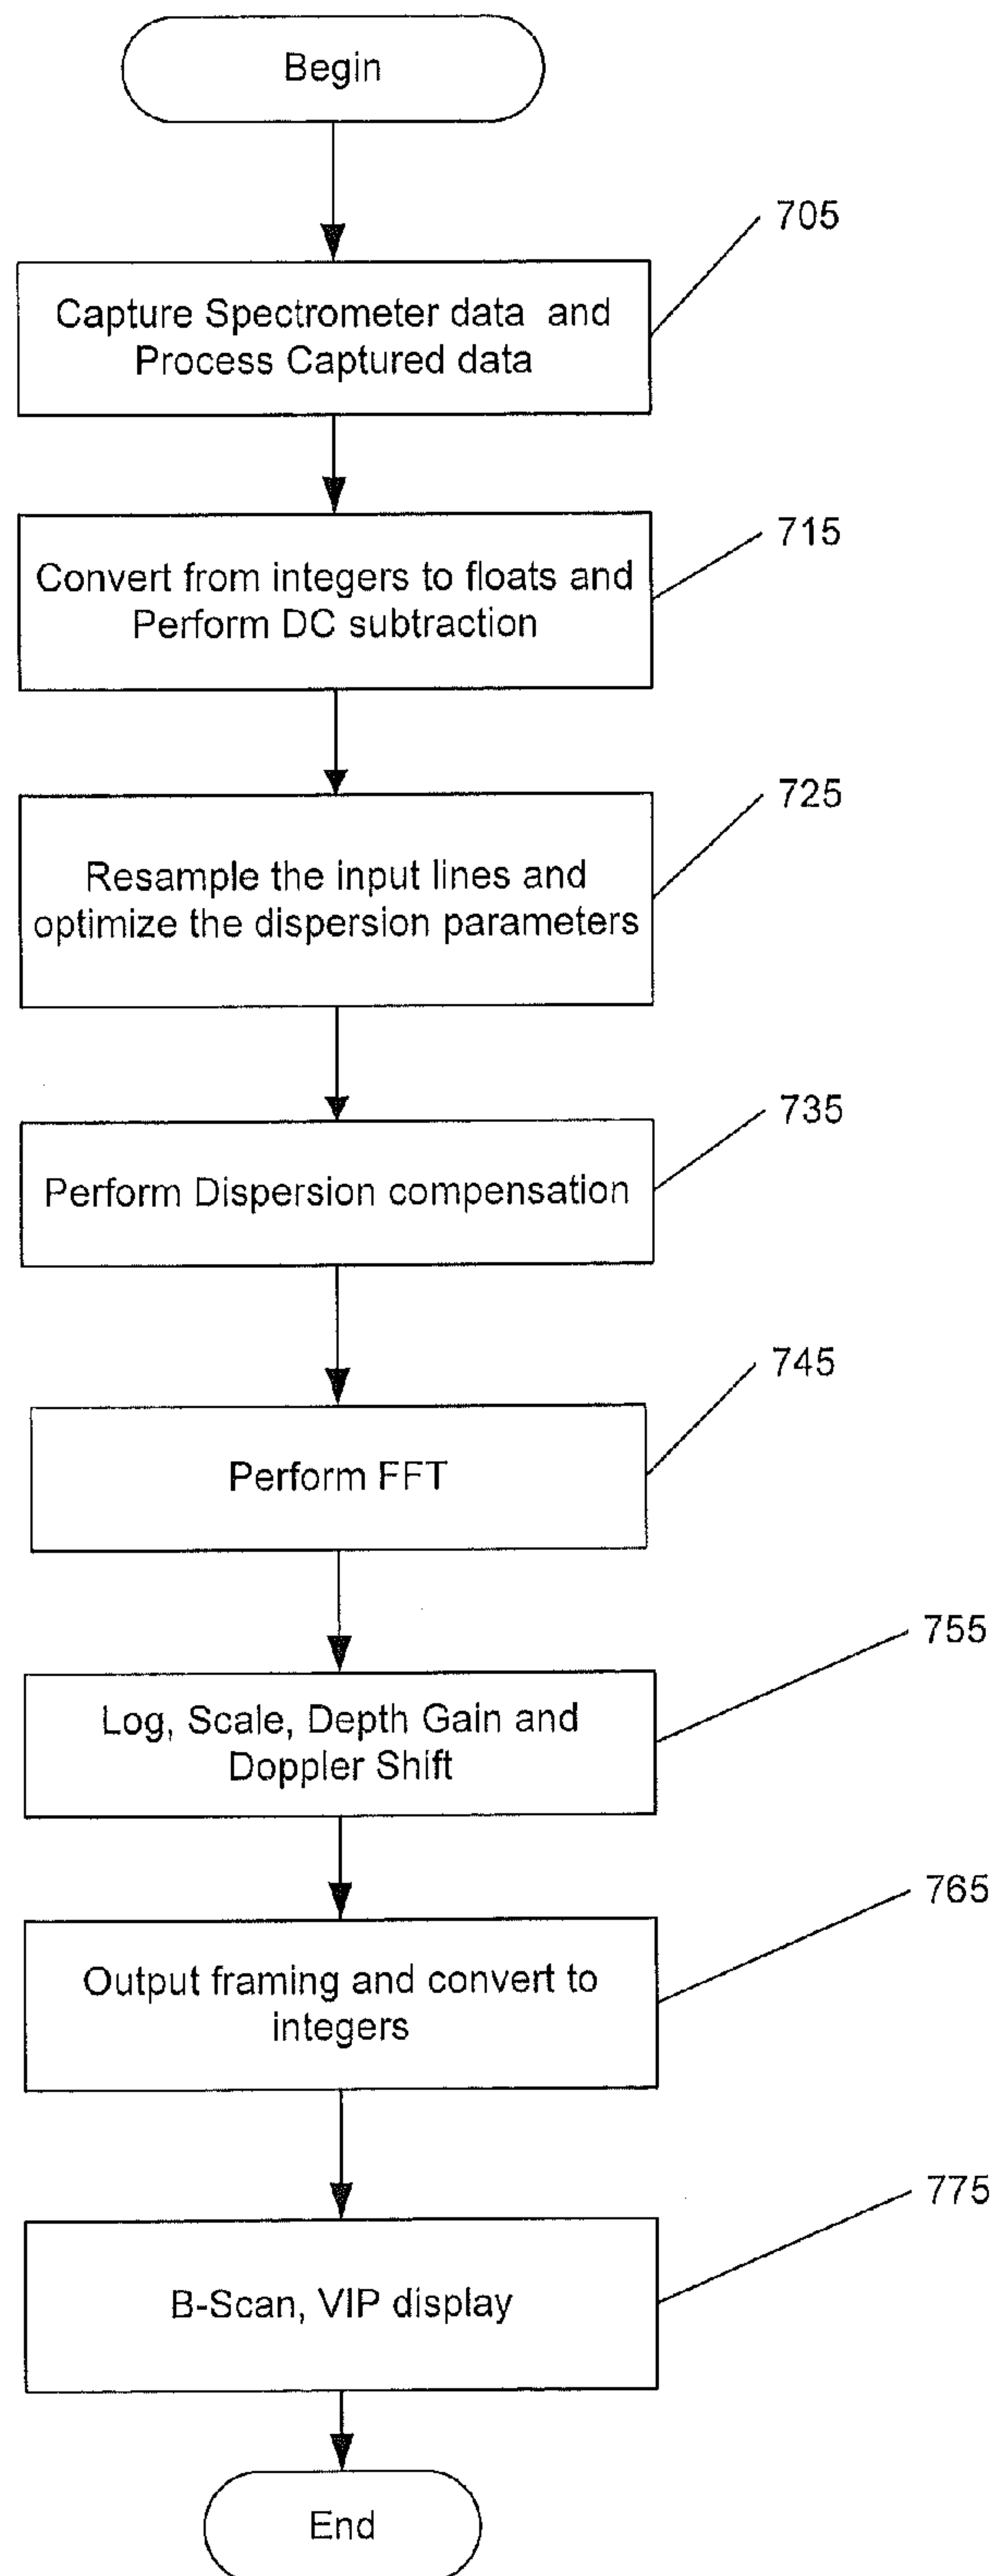 Begin
705
Capture Spectrometer data and
Process Captured data
715
Convert from integers to floats and
Perform DC subtraction
725
Resample the input lines and
optimize the dispersion parameters
735
Perform Dispersion compensation
745
Perform FFT
755
Log, Scale, Depth Gain and
Doppler Shift
765
Output framing and convert to
integers
775
B-Scan, VIP display
End